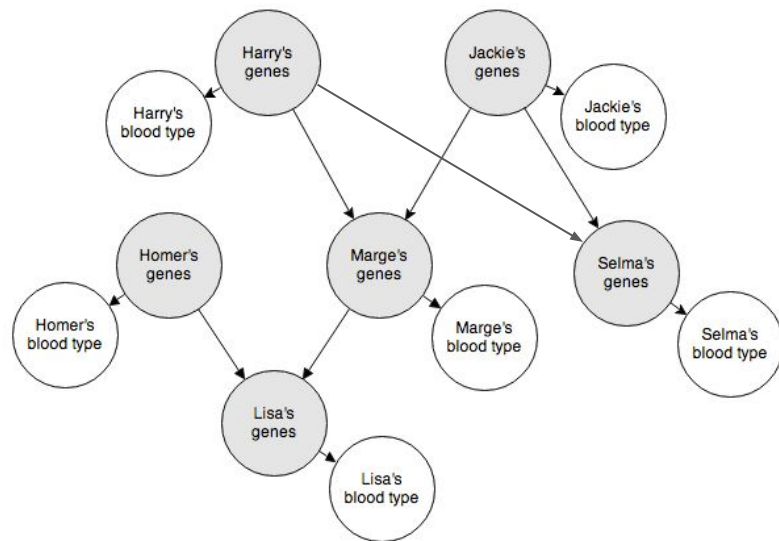 Harry's
genes
Jackie's
genes
Harry's
blood type
Jackie's
blood type
Homer's
genes
Marge's
genes
Selma's
genes
Homer's
blood type
Marge's
blood type
Selma's
blood type
Lisa's
genes
Lisa's
blood type